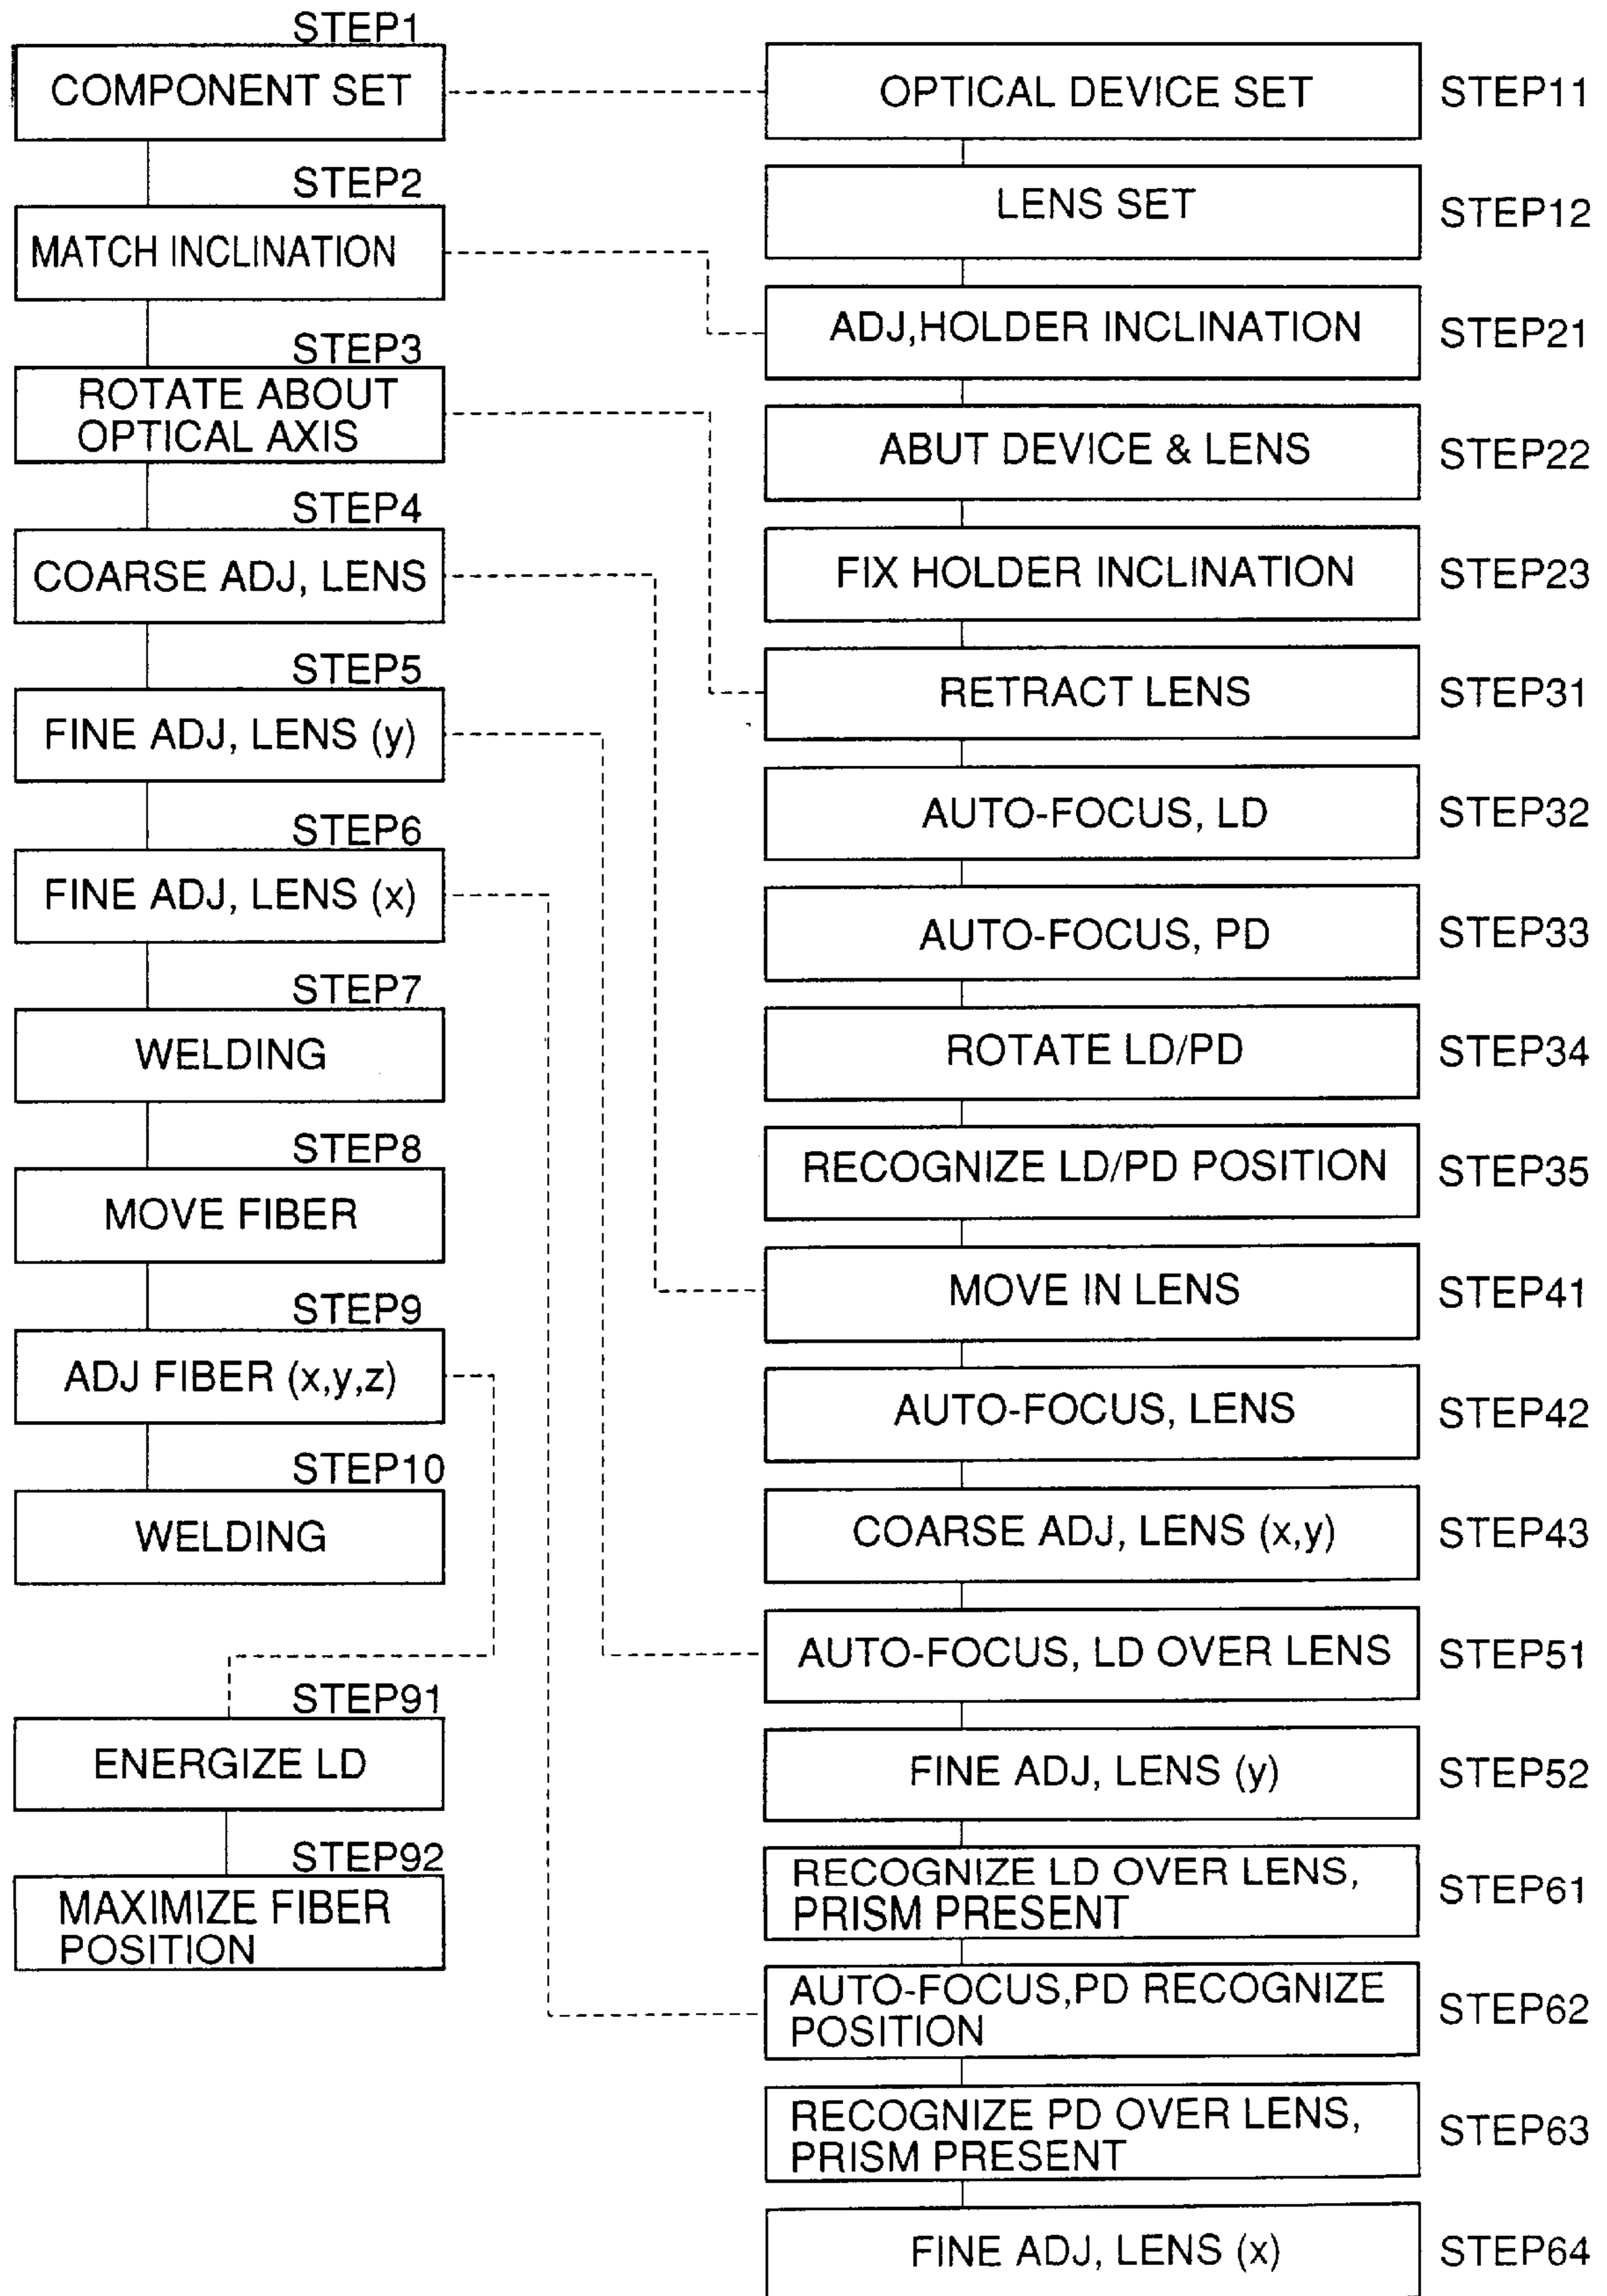 STEP1
COMPONENT SET
STEP2
MATCH INCLINATION
STEP3
ROTATE ABOUT
OPTICAL AXIS
STEP4
COARSE ADJ, LENS
STEP5
FINE ADJ, LENS (y)
STEP6
FINE ADJ, LENS (x)
STEP7
WELDING
STEP8
MOVE FIBER
STEP9
ADJ FIBER (x,y,z)
STEP10
WELDING
STEP91
ENERGIZE LD
STEP92
MAXIMIZE FIBER
POSITION
OPTICAL DEVICE SET STEP11
LENS SET STEP12
ADJ,HOLDER INCLINATION STEP21
ABUT DEVICE & LENS STEP22
FIX HOLDER INCLINATION STEP23
RETRACT LENS STEP31
AUTO-FOCUS, LD STEP32
AUTO-FOCUS, PD STEP33
ROTATE LD/PD STEP34
RECOGNIZE LD/PD POSITION STEP35
MOVE IN LENS STEP41
AUTO-FOCUS, LENS STEP42
COARSE ADJ, LENS (x,y) STEP43
AUTO-FOCUS, LD OVER LENS STEP51
FINE ADJ, LENS (y) STEP52
RECOGNIZE LD OVER LENS,
PRISM PRESENT STEP61
AUTO-FOCUS,PD RECOGNIZE
POSITION STEP62
RECOGNIZE PD OVER LENS,
PRISM PRESENT STEP63
FINE ADJ, LENS (x) STEP64